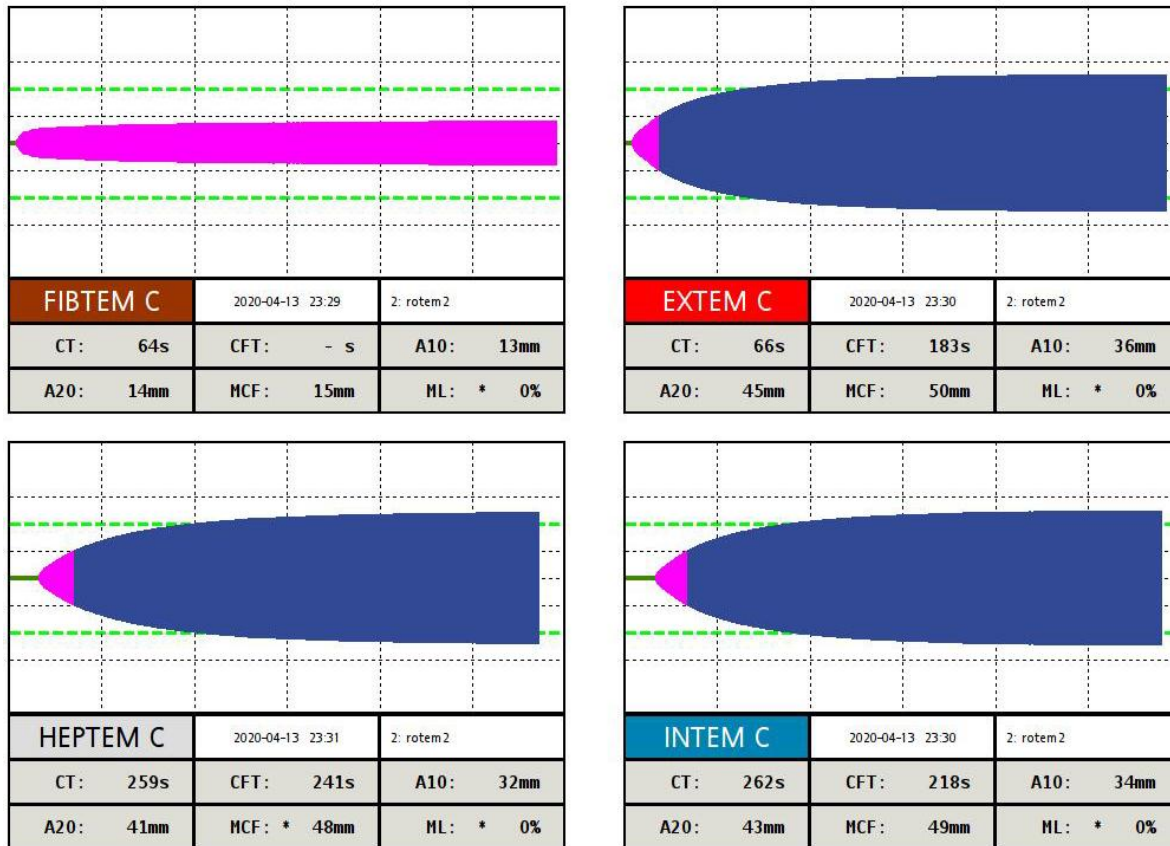 FIBTEM C 2020-04-13 23:29 2: rotem2
CT: 64s CFT: - s A10: 13mm
A20: 14mm MCF: 15mm ML: * 0%
EXTEM C 2020-04-13 23:30 2: rotem2
CT: 66s CFT: 183s A10: 36mm
A20: 45mm MCF: 50mm ML: * 0%
HEPTEM C 2020-04-13 23:31 2: rotem2
CT: 259s CFT: 241s A10: 32mm
A20: 41mm MCF: * 48mm ML: * 0%
INTEM C 2020-04-13 23:30 2: rotem2
CT: 262s CFT: 218s A10: 34mm
A20: 43mm MCF: 49mm ML: * 0%